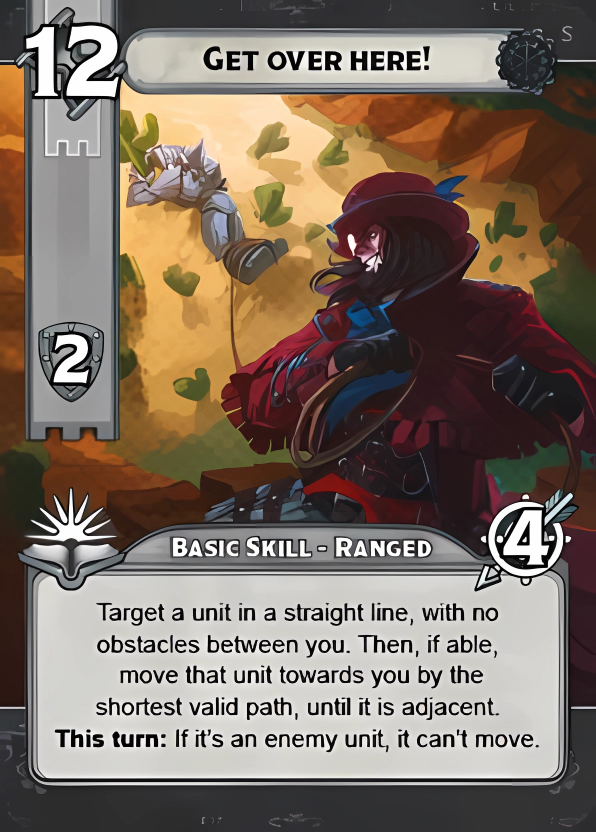 12
GET OVER HERE!
2
BASIC SKILL - RANGED
4
Target a unit in a straight line, with no
obstacles between you. Then, if able,
move that unit towards you by the
shortest valid path, until it is adjacent.
This turn: If it's an enemy unit, it can't move.